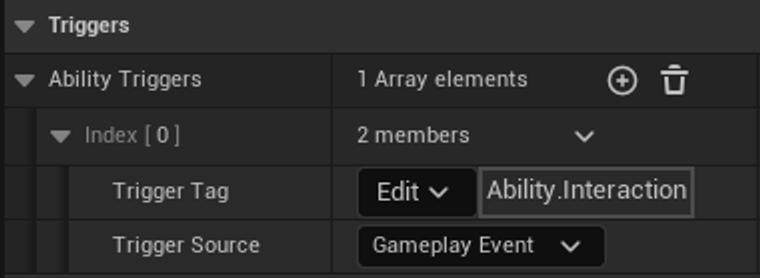 Triggers
Ability Triggers 1 Array elements
Index [ 0 ] 2 members
Trigger Tag Edit Ability.Interaction
Trigger Source Gameplay Event